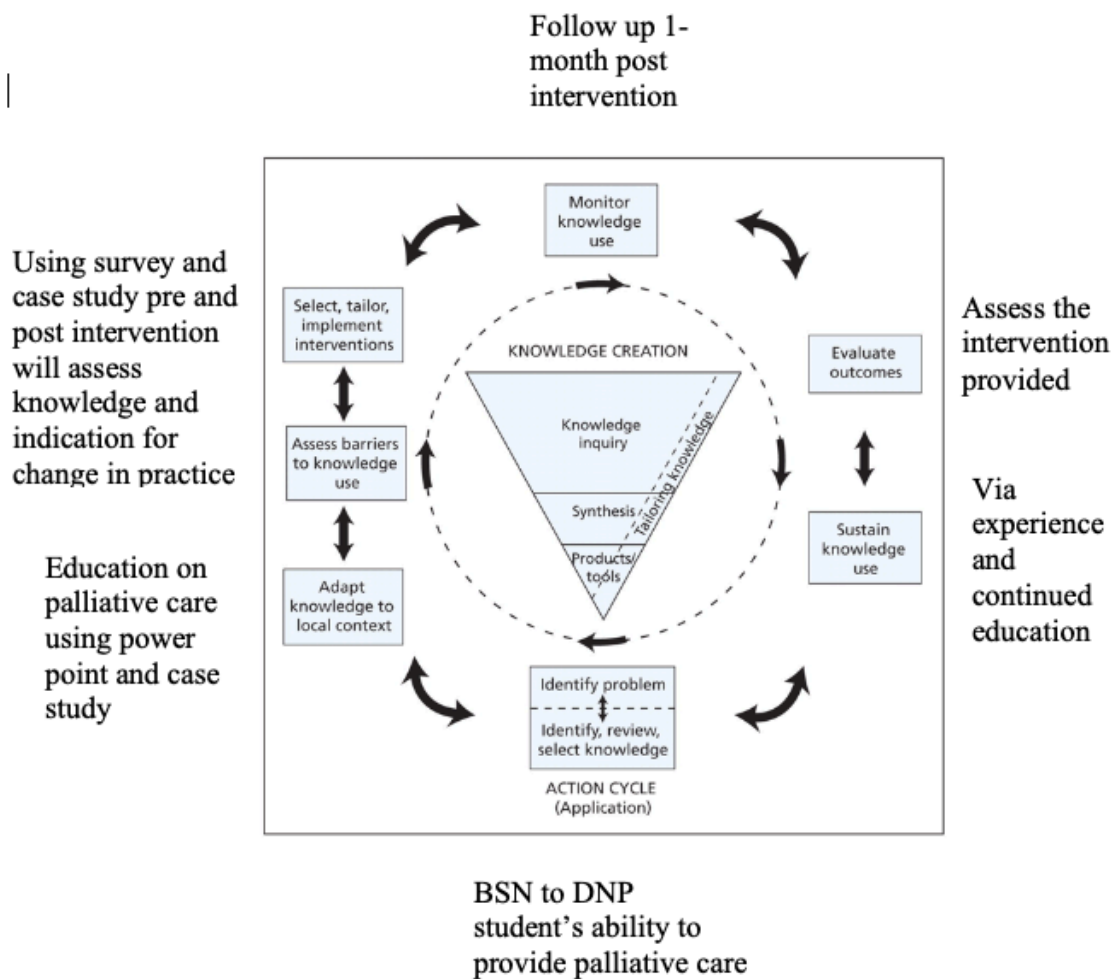 Follow up 1-
month post
intervention
Using survey and
case study pre and
post intervention
will assess
knowledge and
indication for
change in practice
Education on
palliative care
using power
point and case
study
Monitor
knowledge
use
Select, tailor,
implement
interventions
Assess barriers
to knowledge
use
Adapt
knowledge to
local context
KNOWLEDGE CREATION
Knowledge
inquiry
Synthesis
Products/
tools
Tailoring knowledge
Evaluate
outcomes
Sustain
knowledge
use
Identify problem
Identify, review,
select knowledge
ACTION CYCLE
(Application)
Assess the
intervention
provided
Via
experience
and
continued
education
BSN to DNP
student's ability to
provide palliative care